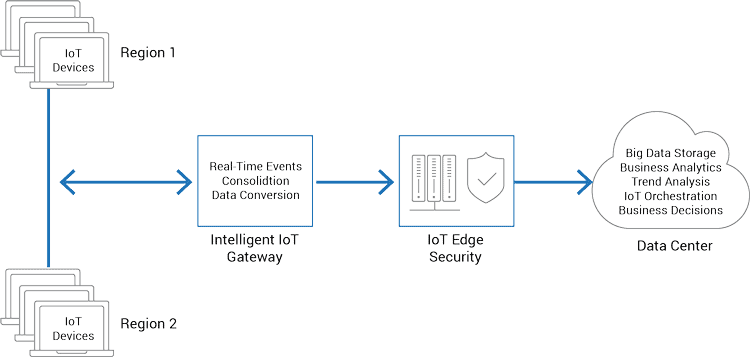 IoT
Devices
Region 1
Real-Time Events
Consolidtion
Data Conversion
Intelligent IoT
Gateway
IoT Edge
Security
Big Data Storage
Business Analytics
Trend Analysis
IoT Orchestration
Business Decisions
Data Center
IoT
Devices
Region 2